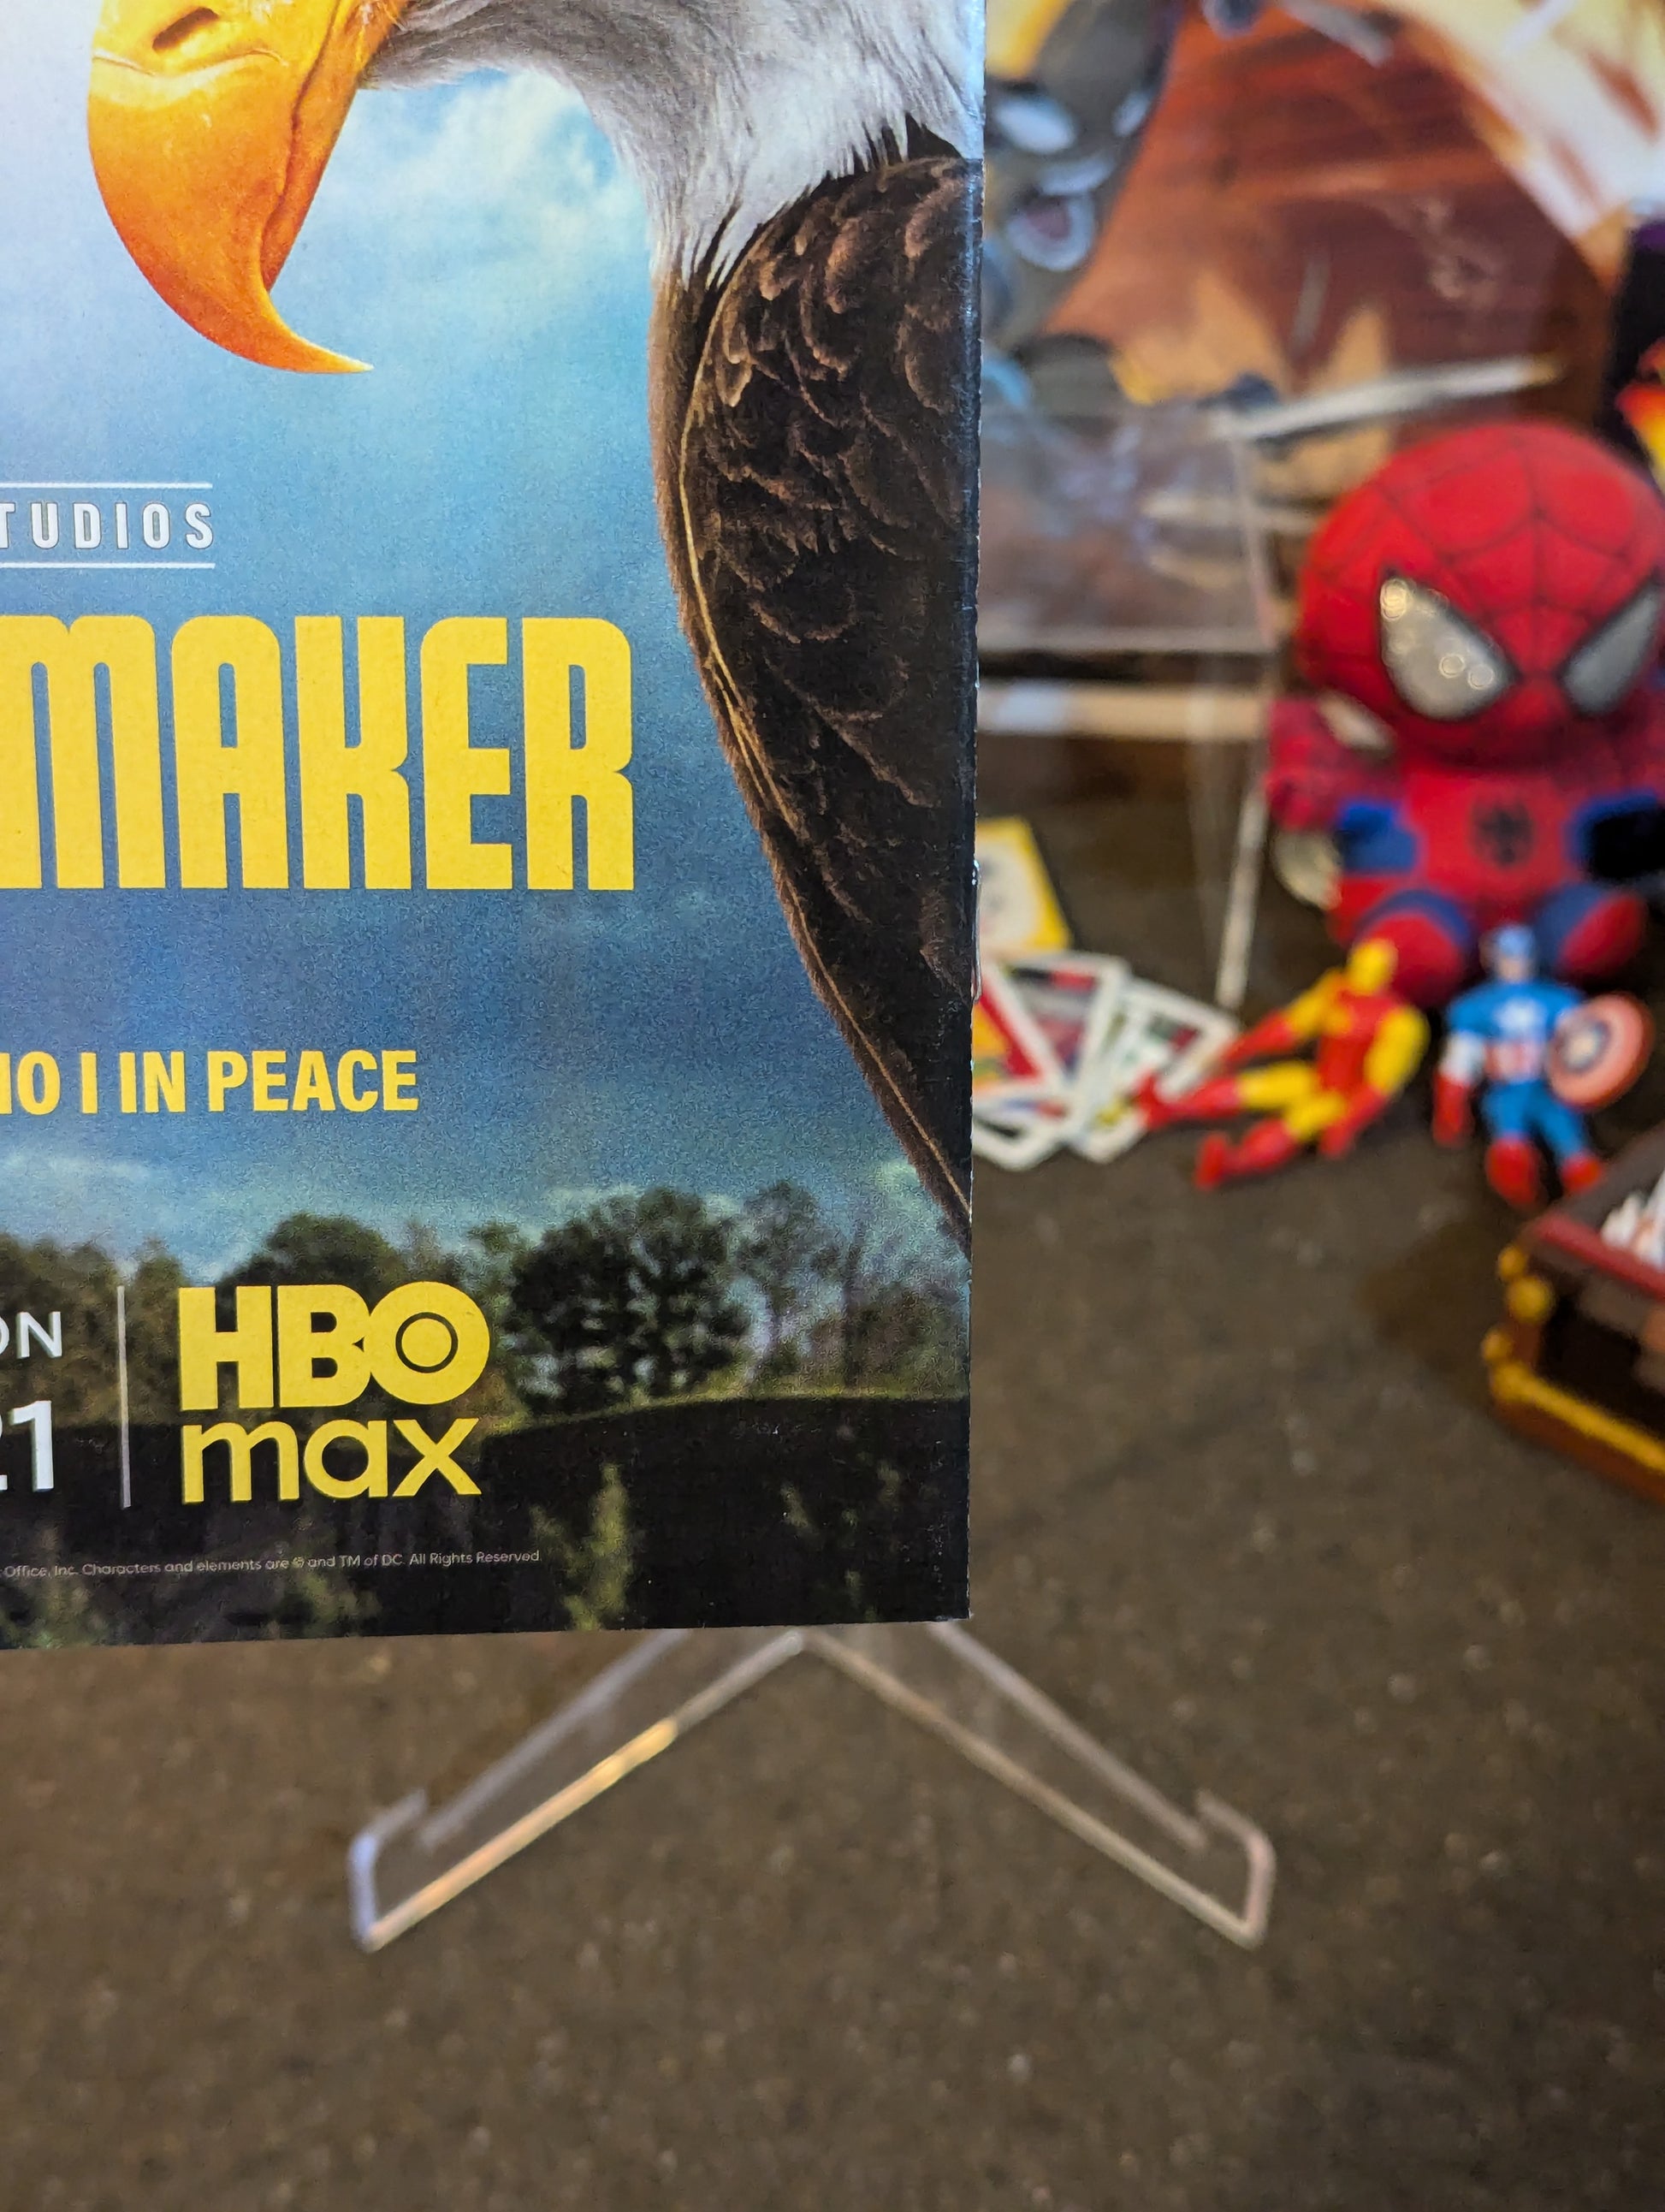 TUDIOS
MAKER
HO I IN PEACE
ON
21
HBO
max
Office, Inc. Characters and elements are © and TM of DC. All Rights Reserved.